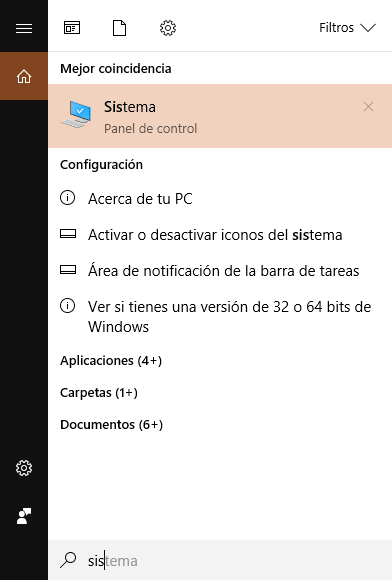 Filtros
Mejor coincidencia
Sistema
Panel de control
Configuración
Acerca de tu PC
Activar o desactivar iconos del sistema
Área de notificación de la barra de tareas
Ver si tienes una versión de 32 o 64 bits de
Windows
Aplicaciones (4+)
Carpetas (1+)
Documentos (6+)
sistema